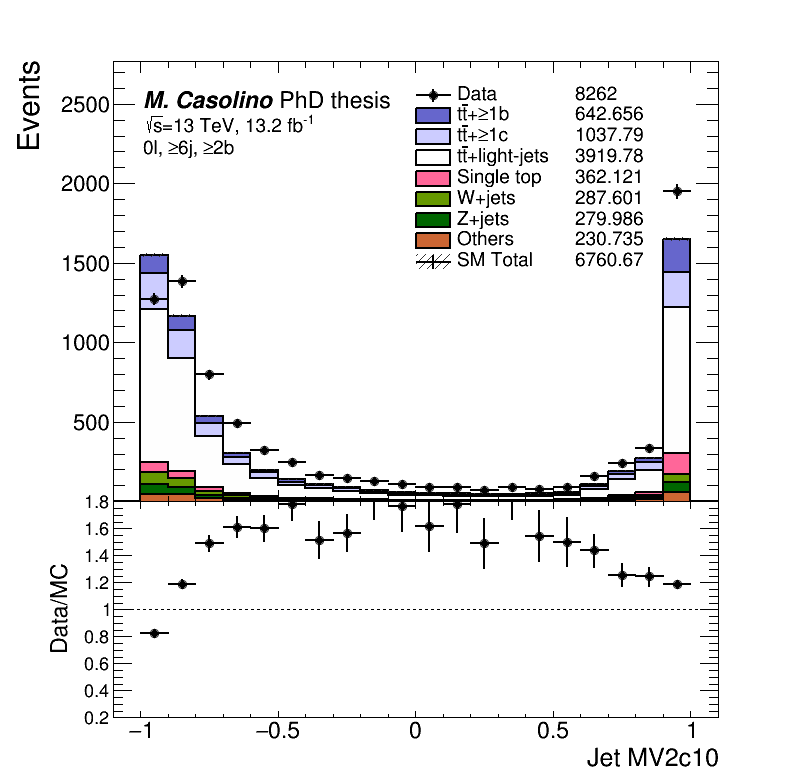 Events
2500
2000
1500
1000
500
M. Casolino PhD thesis
√s=13 TeV, 13.2 fb⁻¹
0l, ≥6j, ≥2b
Data 8262
tt̄+≥1b 642.656
tt̄+≥1c 1037.79
tt̄+light-jets 3919.78
Single top 362.121
W+jets 287.601
Z+jets 279.986
Others 230.735
SM Total 6760.67
Data/MC
1.8
1.6
1.4
1.2
1
0.8
0.6
0.4
0.2
−1 −0.5 0 0.5 1
Jet MV2c10